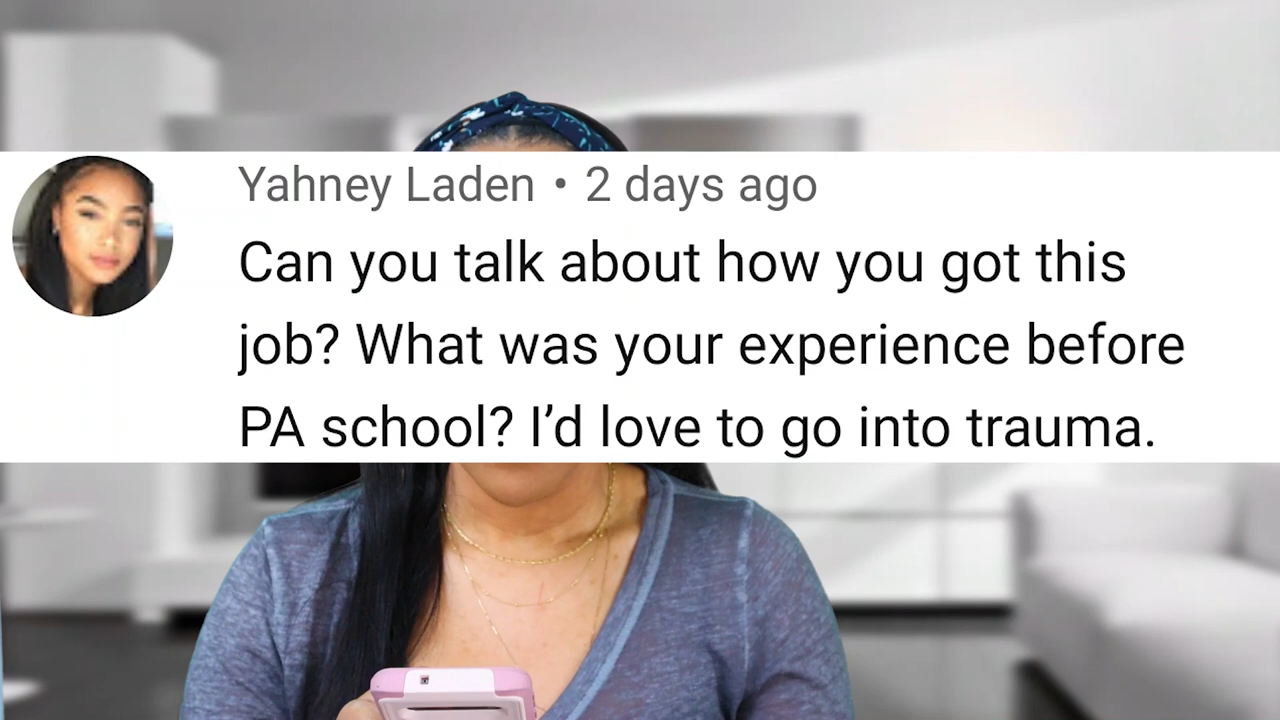 Yahney Laden • 2 days ago
Can you talk about how you got this
job? What was your experience before
PA school? I’d love to go into trauma.